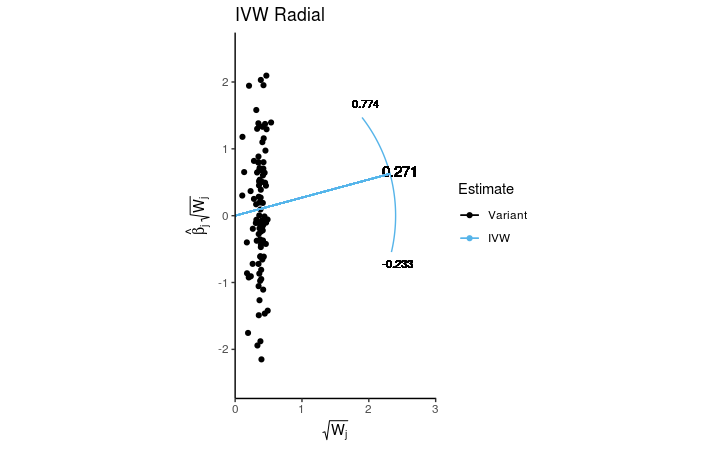 IVW Radial
β̂j√Wj
2
1
0
-1
-2
0.774
0.271
-0.233
0 1 2 3
√Wj
Estimate
Variant
IVW